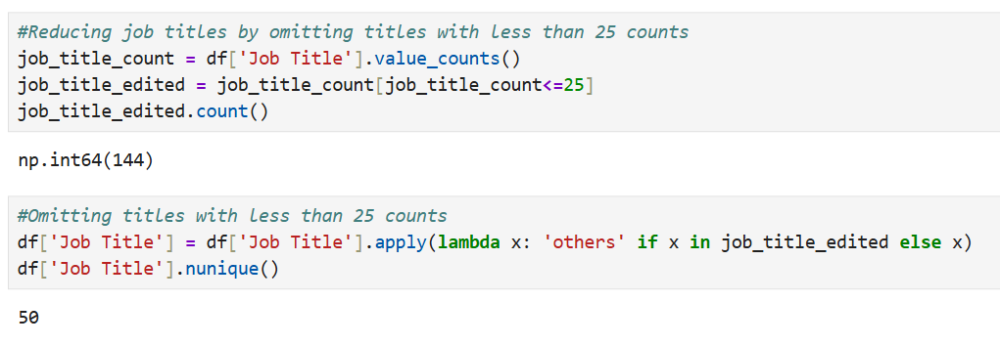 #Reducing job titles by omitting titles with less than 25 counts
job_title_count = df['Job Title'].value_counts()
job_title_edited = job_title_count[job_title_count<=25]
job_title_edited.count()
np.int64(144)
#Omitting titles with less than 25 counts
df['Job Title'] = df['Job Title'].apply(lambda x: 'others' if x in job_title_edited else x)
df['Job Title'].nunique()
50